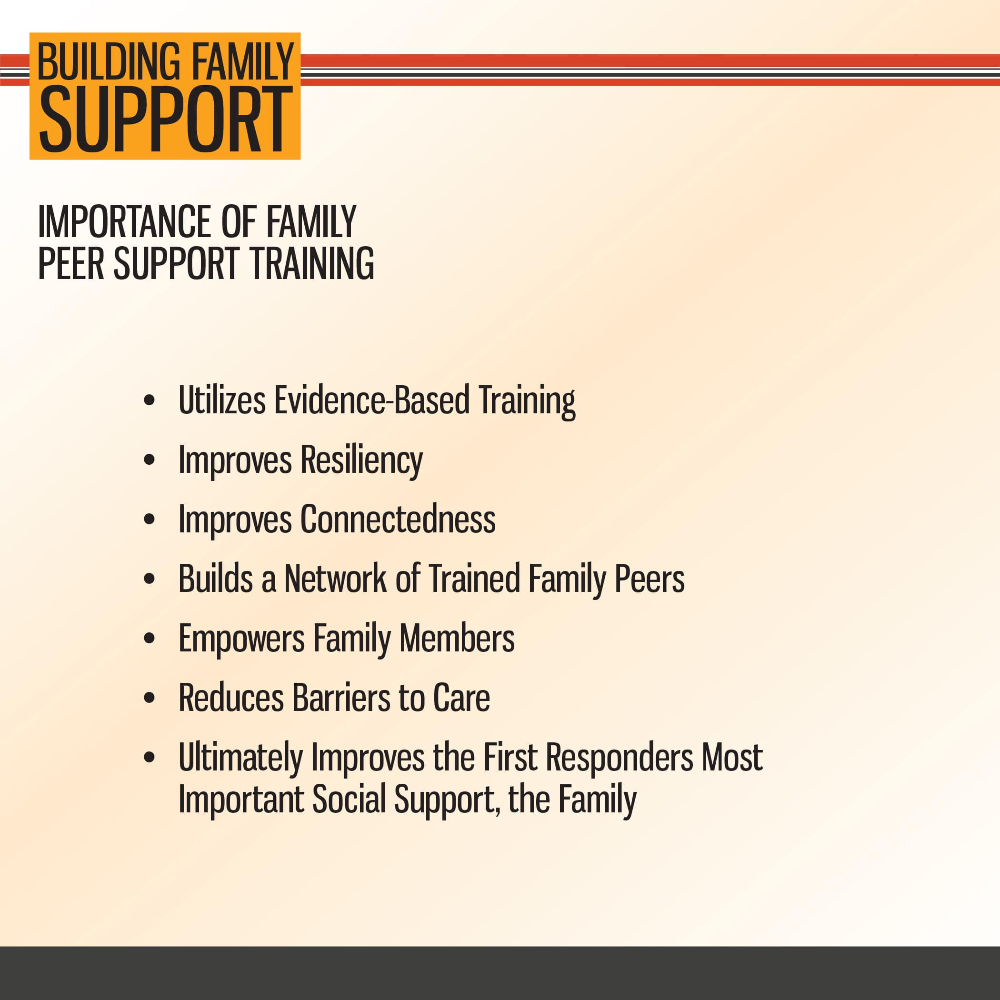 BUILDING FAMILY
SUPPORT
IMPORTANCE OF FAMILY
PEER SUPPORT TRAINING
• Utilizes Evidence-Based Training
• Improves Resiliency
• Improves Connectedness
• Builds a Network of Trained Family Peers
• Empowers Family Members
• Reduces Barriers to Care
• Ultimately Improves the First Responders Most
Important Social Support, the Family